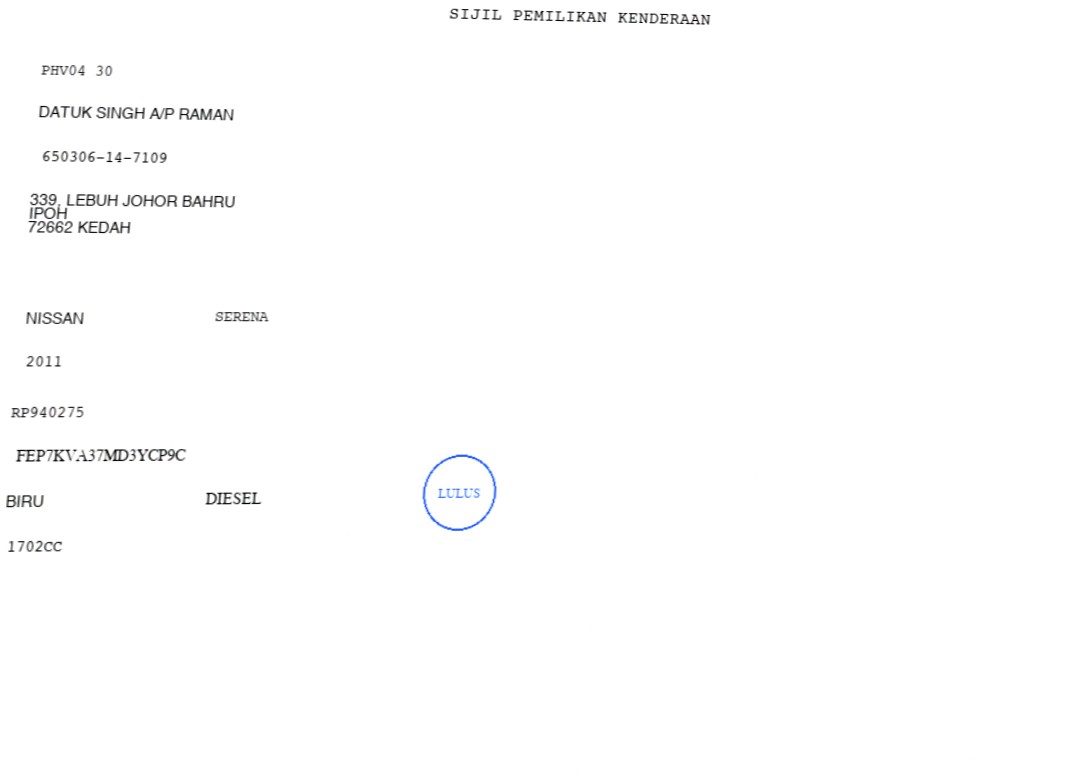 SIJIL PEMILIKAN KENDERAAN
PHV04 30
DATUK SINGH A/P RAMAN
650306-14-7109
339, LEBUH JOHOR BAHRU
IPOH
72662 KEDAH
NISSAN SERENA
2011
RP940275
FEP7KVA37MD3YCP9C
BIRU DIESEL
LULUS
1702CC